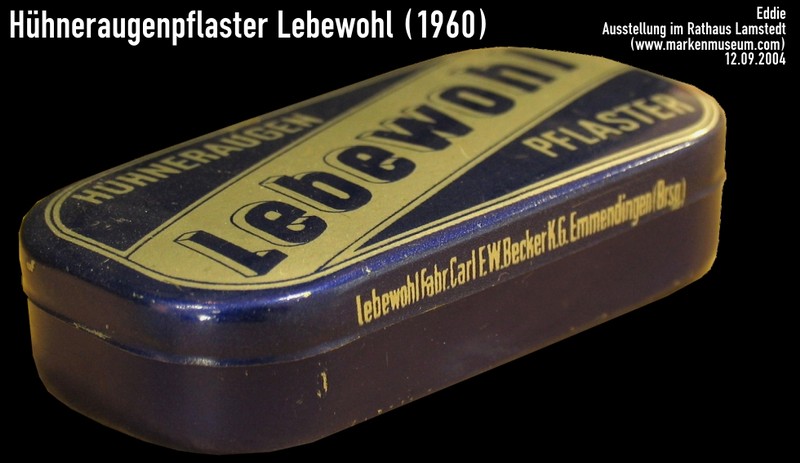 Hühneraugenpflaster Lebewohl (1960)
Eddie
Ausstellung im Rathaus Lamstedt
(www.markenmuseum.com)
12.09.2004
HÜHNERAUGEN
Lebewohl
PFLASTER
Lebewohl Fabr. Carl F.W. Becker K.G. Emmendingen (Brsg.)